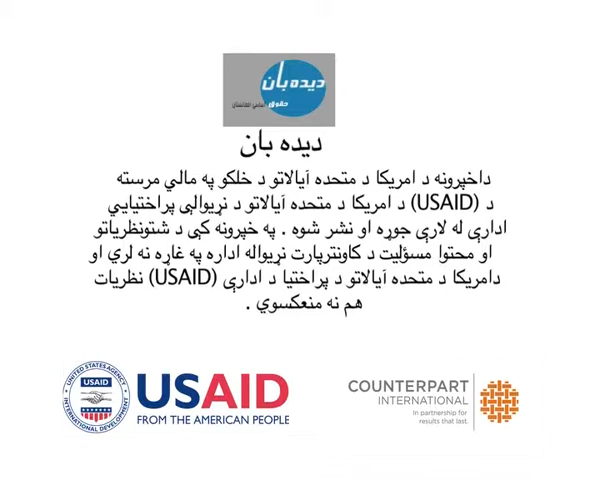 دیده بان
حقوق اساسي افغانستان
دیده بان
داخپرونه د امریکا د متحده آیالاتو د خلکو په مالي مرسته
د (USAID) د امریکا د متحده آیالاتو د نړیوالې پراختیایي
ادارې له لارې جوړه او نشر شوه . په خپرونه کې د شتونظریاتو
او محتوا مسؤلیت د کاونترپارت نړیواله اداره په غاړه نه لري او
دامریکا د متحده آیالاتو د پراختیا د ادارې (USAID) نظریات
هم نه منعکسوي .
UNITED STATES AGENCY
USAID
INTERNATIONAL DEVELOPMENT
USAID
FROM THE AMERICAN PEOPLE
COUNTERPART
INTERNATIONAL
In partnership for
results that last.